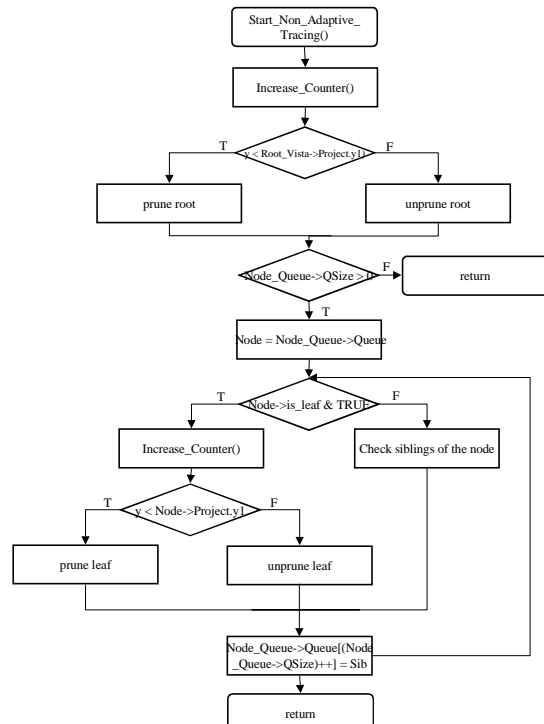 Start_Non_Adaptive_
Tracing()
Increase_Counter()
y < Root_Vista->Project.y1)
T
F
prune root
unprune root
Node_Queue->QSize > 0
F
return
T
Node = Node_Queue->Queue
Node->is_leaf & TRUE
T
F
Increase_Counter()
Check siblings of the node
y < Node->Project.y1
T
F
prune leaf
unprune leaf
Node_Queue->Queue[(Node
_Queue->QSize)++] = Sib
return